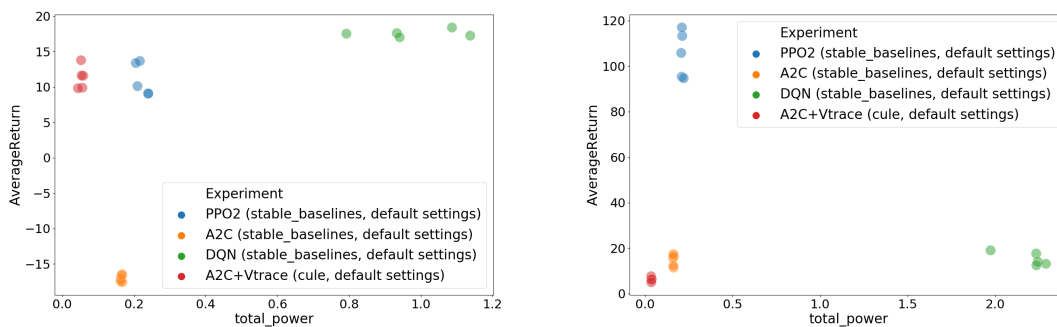 20
15
10
5
0
−5
−10
−15
AverageReturn
Experiment
PPO2 (stable_baselines, default settings)
A2C (stable_baselines, default settings)
DQN (stable_baselines, default settings)
A2C+Vtrace (cule, default settings)
0.0 0.2 0.4 0.6 0.8 1.0 1.2
total_power
120
100
80
60
40
20
0
AverageReturn
Experiment
PPO2 (stable_baselines, default settings)
A2C (stable_baselines, default settings)
DQN (stable_baselines, default settings)
A2C+Vtrace (cule, default settings)
0.0 0.5 1.0 1.5 2.0
total_power